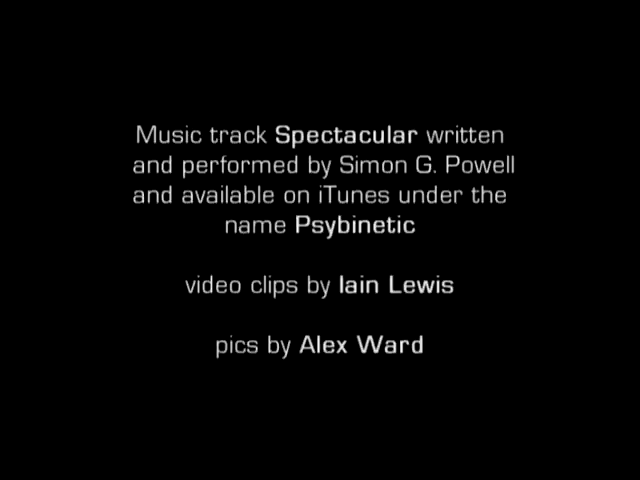 Music track Spectacular written
and performed by Simon G. Powell
and available on iTunes under the
name Psybinetic
video clips by Iain Lewis
pics by Alex Ward